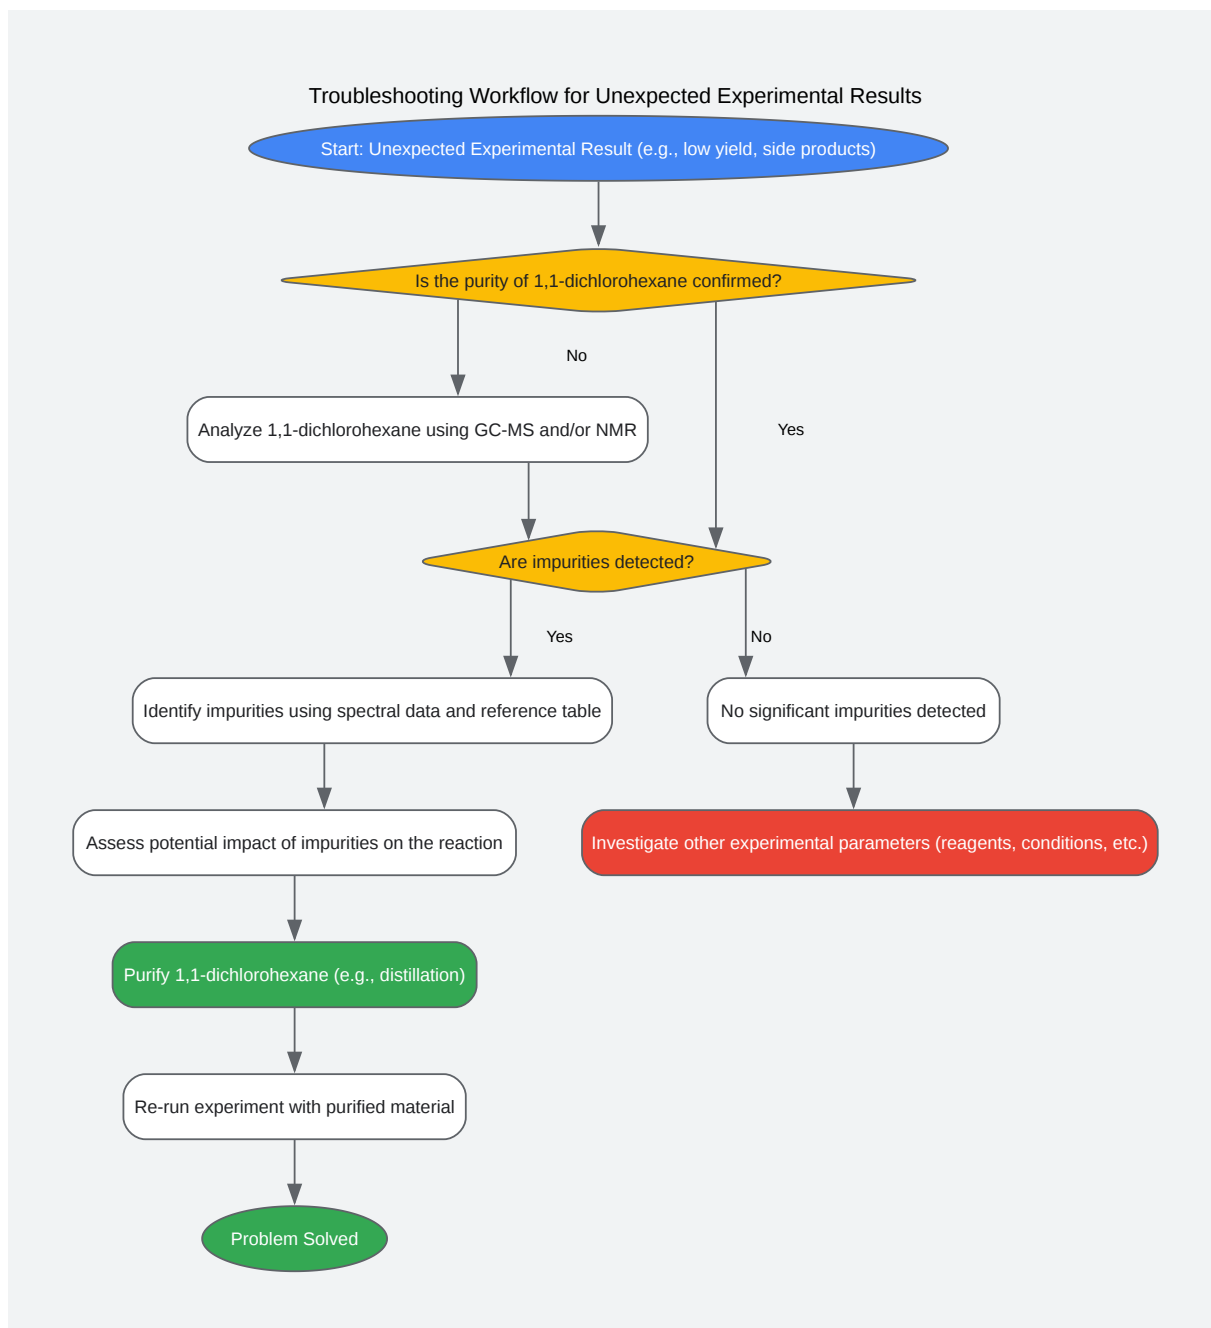 Troubleshooting Workflow for Unexpected Experimental Results
Start: Unexpected Experimental Result (e.g., low yield, side products)
Is the purity of 1,1-dichlorohexane confirmed?
No
Analyze 1,1-dichlorohexane using GC-MS and/or NMR
Yes
Are impurities detected?
Yes
No
Identify impurities using spectral data and reference table
No significant impurities detected
Assess potential impact of impurities on the reaction
Investigate other experimental parameters (reagents, conditions, etc.)
Purify 1,1-dichlorohexane (e.g., distillation)
Re-run experiment with purified material
Problem Solved